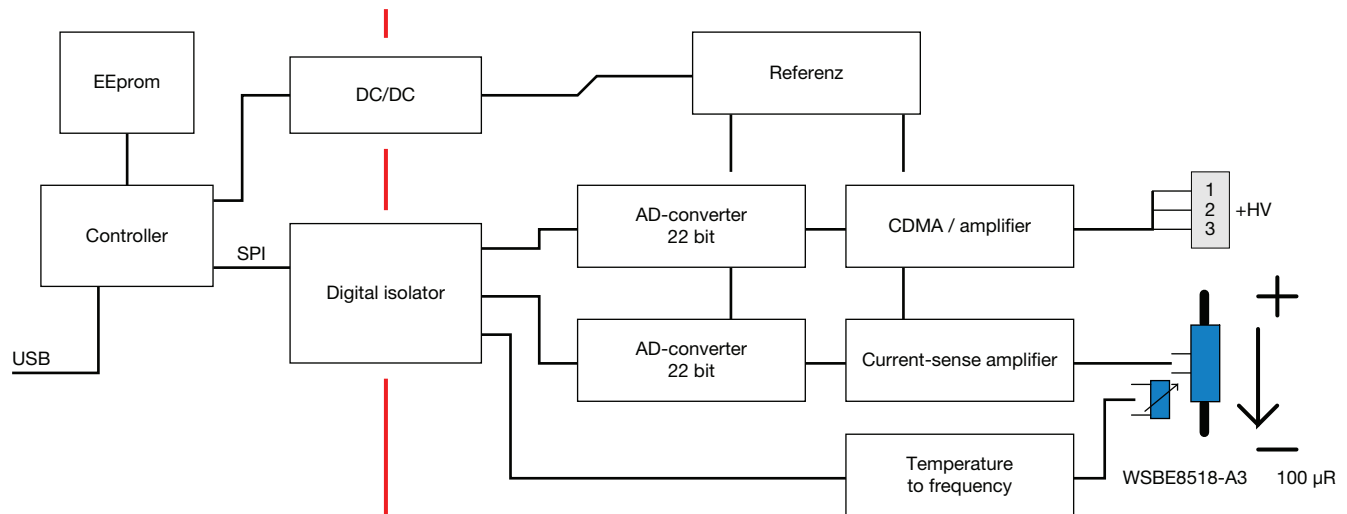 EEprom
DC/DC
Referenz
Controller
SPI
USB
Digital isolator
AD-converter
22 bit
CDMA / amplifier
1
2
3
+HV
AD-converter
22 bit
Current-sense amplifier
+
−
Temperature
to frequency
WSBE8518-A3
100 µR